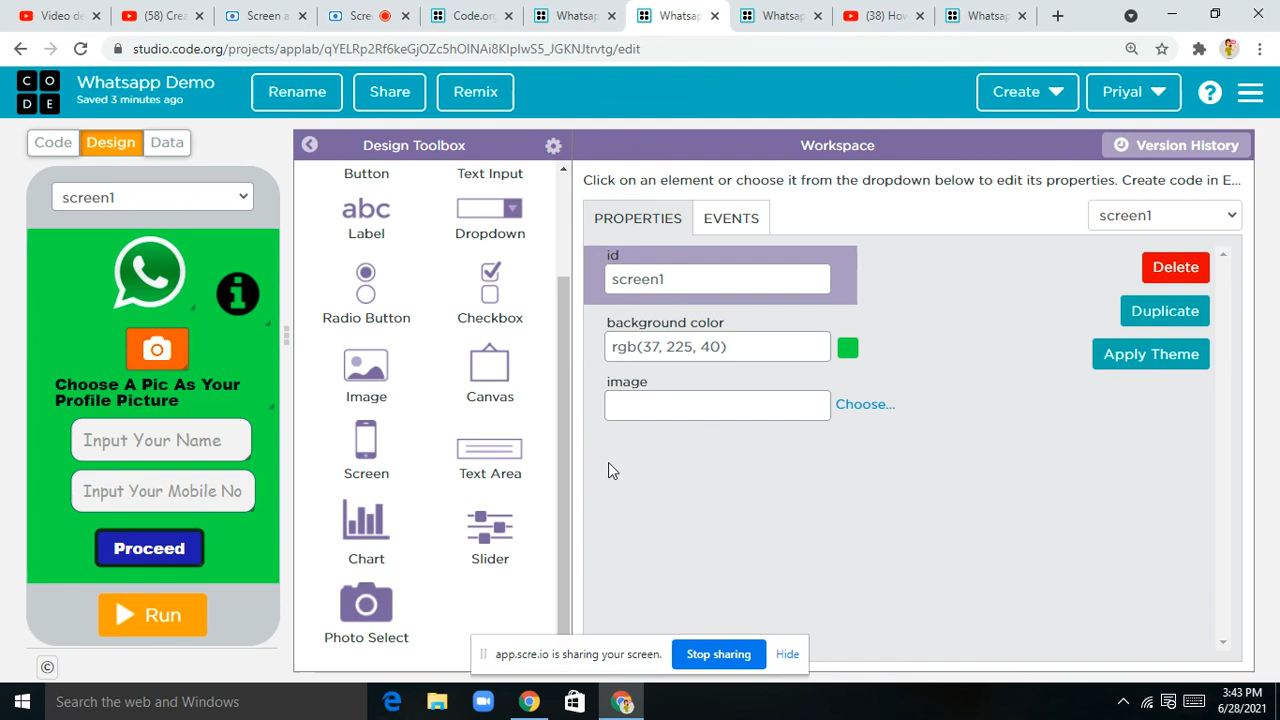 Video de
(58) Crea
Screen a
Scre
Code.org
Whatsap
Whatsap
Whatsap
(38) How
Whatsap
studio.code.org/projects/applab/qYELRp2Rf6keGjOZc5hOlNAi8KIplwS5_JGKNJtrvtg/edit
C O
D E
Whatsapp Demo
Saved 3 minutes ago
Rename
Share
Remix
Create
Priyal
?
Code
Design
Data
Design Toolbox
Workspace
Version History
screen1
Button
Text Input
Click on an element or choose it from the dropdown below to edit its properties. Create code in E...
abc
Label
Dropdown
PROPERTIES
EVENTS
screen1
id
screen1
Delete
Radio Button
Checkbox
background color
rgb(37, 225, 40)
Duplicate
Apply Theme
image
Choose...
Image
Canvas
Choose A Pic As Your
Profile Picture
Input Your Name
Input Your Mobile No
Proceed
Screen
Text Area
Chart
Slider
Photo Select
Run
©
app.scre.io is sharing your screen.
Stop sharing
Hide
Search the web and Windows
3:43 PM
6/28/2021